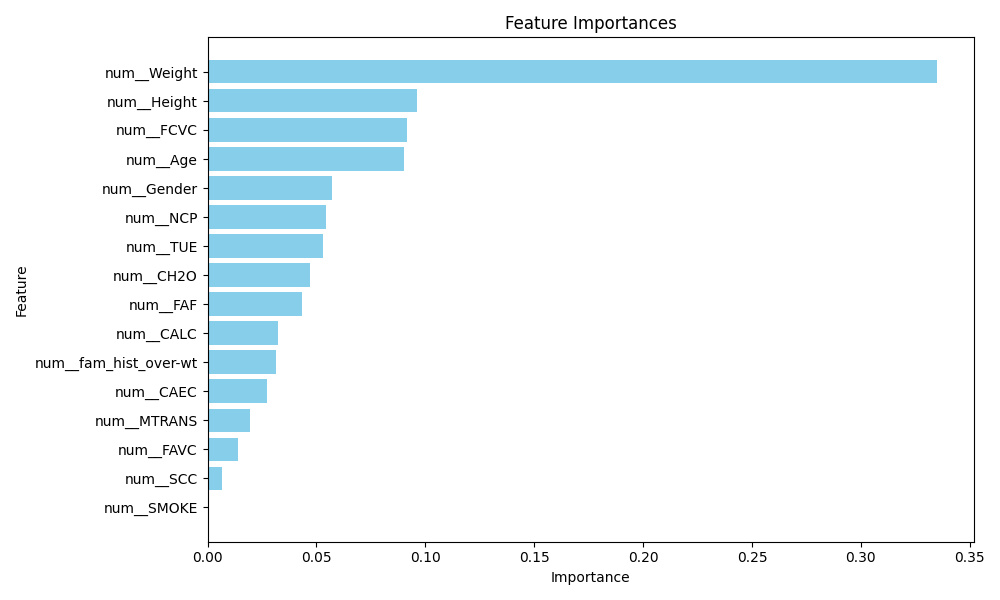 Feature Importances
Feature
num__Weight
num__Height
num__FCVC
num__Age
num__Gender
num__NCP
num__TUE
num__CH2O
num__FAF
num__CALC
num__fam_hist_over-wt
num__CAEC
num__MTRANS
num__FAVC
num__SCC
num__SMOKE
0.00 0.05 0.10 0.15 0.20 0.25 0.30 0.35
Importance